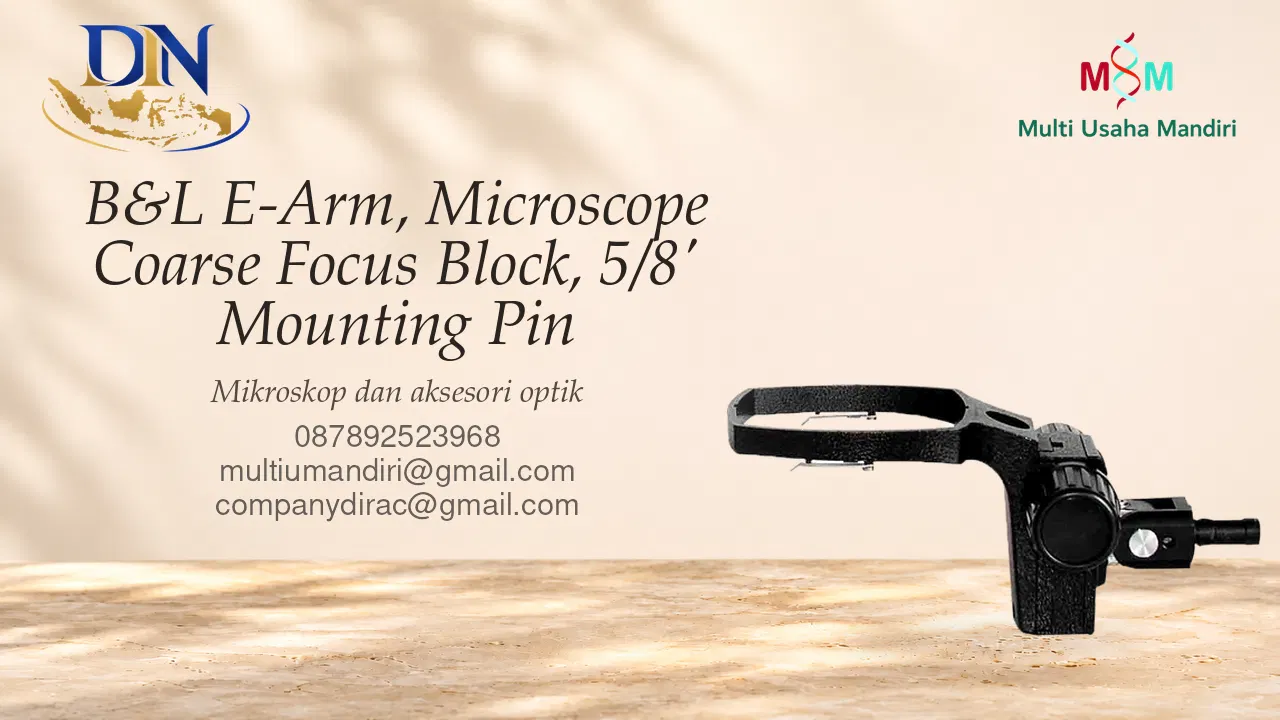 DIN
M M
Multi Usaha Mandiri
B&L E-Arm, Microscope
Coarse Focus Block, 5/8'
Mounting Pin
Mikroskop dan aksesori optik
087892523968
multiumandiri@gmail.com
companydirac@gmail.com